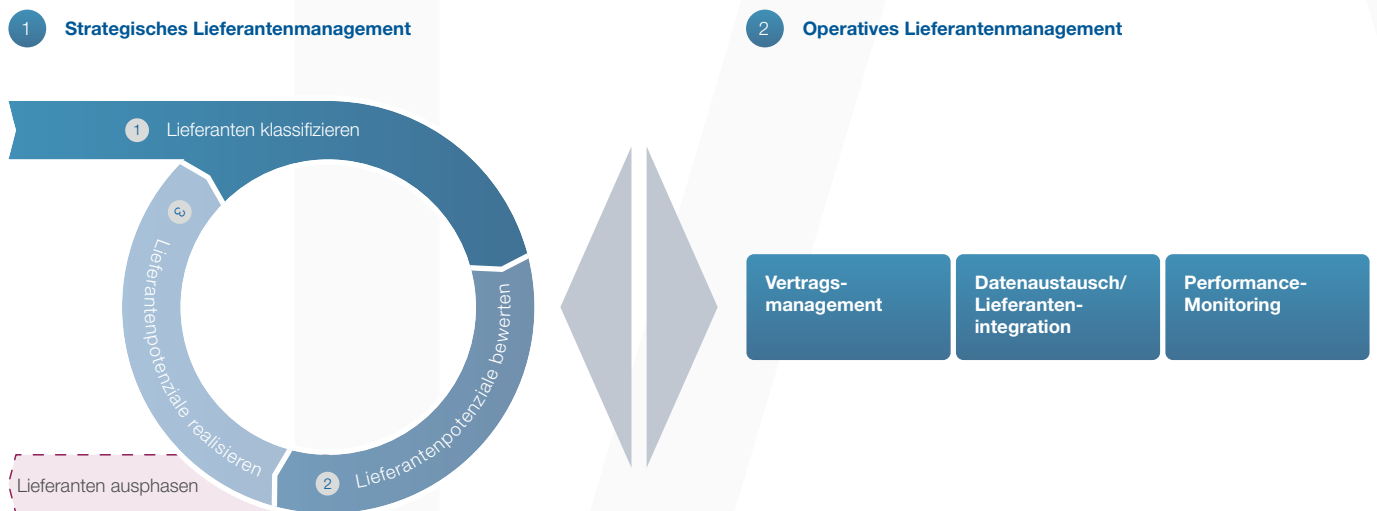 1 Strategisches Lieferantenmanagement
1 Lieferanten klassifizieren
2 Lieferantenpotenziale bewerten
3 Lieferantenpotenziale realisieren
Lieferanten ausphasen
2 Operatives Lieferantenmanagement
Vertrags-
management
Datenaustausch/
Lieferanten-
integration
Performance-
Monitoring